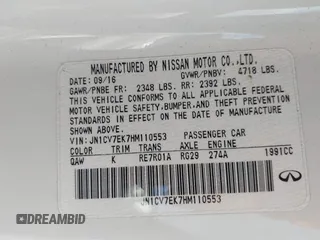 MANUFACTURED BY NISSAN MOTOR CO.,LTD.
DATE: 09/16 GVWR/PNBV: 4718 LBS.
GAWR/PNBE FR: 2348 LBS. RR: 2392 LBS.
THIS VEHICLE CONFORMS TO ALL APPLICABLE FEDERAL
MOTOR VEHICLE SAFETY,BUMPER,AND THEFT PREVENTION
STANDARDS IN EFFECT ON THE DATE OF MANUFACTURE
SHOWN ABOVE.
VIN:JN1CV7EK7HM110553 PASSENGER CAR
COLOR TRIM TRANS AXLE ENGINE
QAW K RE7R01A RG29 274A 1991CC
JN1CV7EK7HM110553
INFINITI
DREAMBID